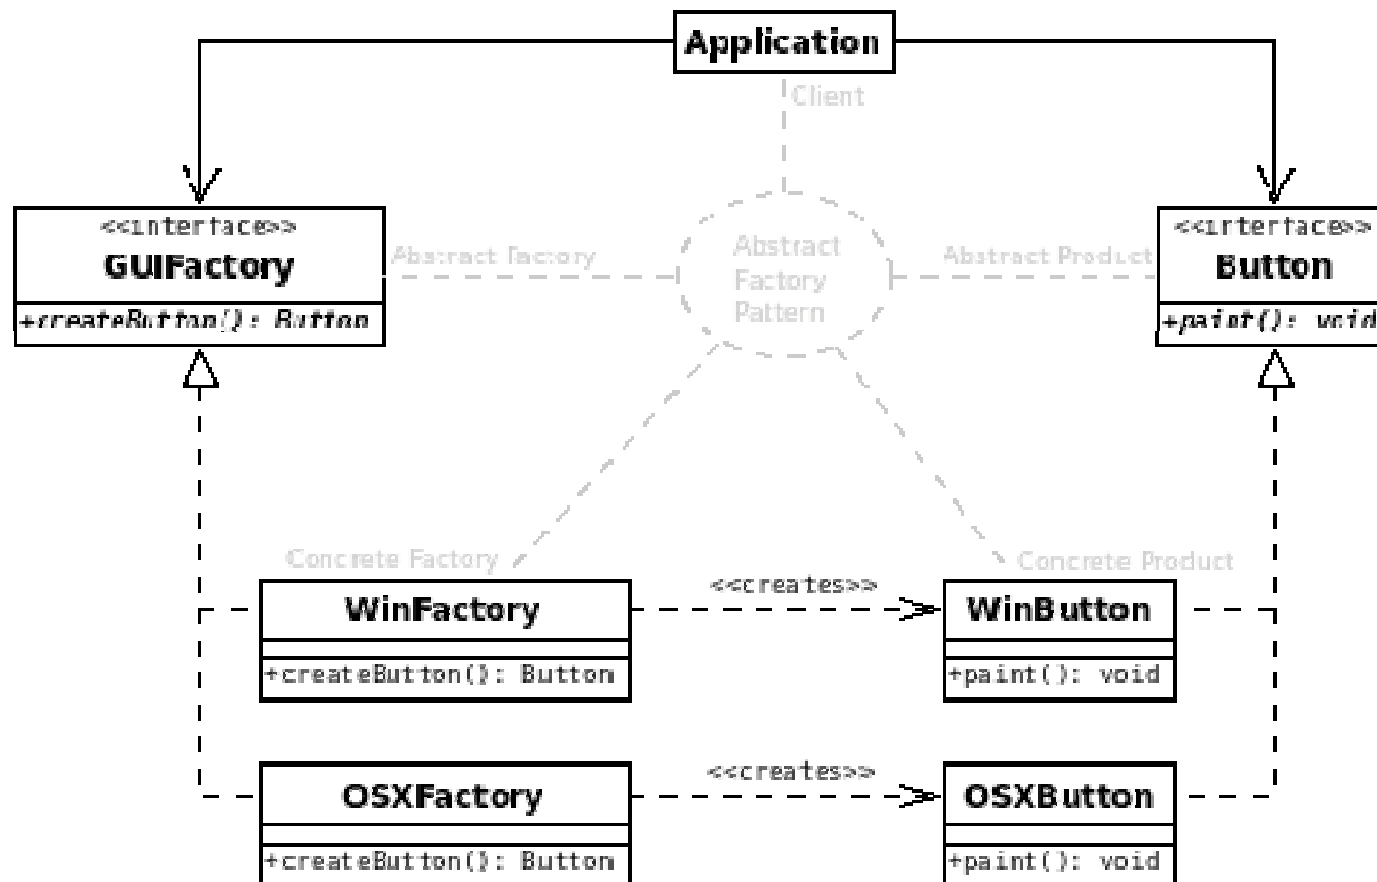 Application
Client
<<interface>>
GUIFactory
+createButton(): Button
Abstract Factory
Abstract
Factory
Pattern
Abstract Product
<<interface>>
Button
+paint(): void
Concrete Factory
Concrete Product
WinFactory
+createButton(): Button
<<creates>>
WinButton
+paint(): void
OSXFactory
+createButton(): Button
<<creates>>
OSXButton
+paint(): void